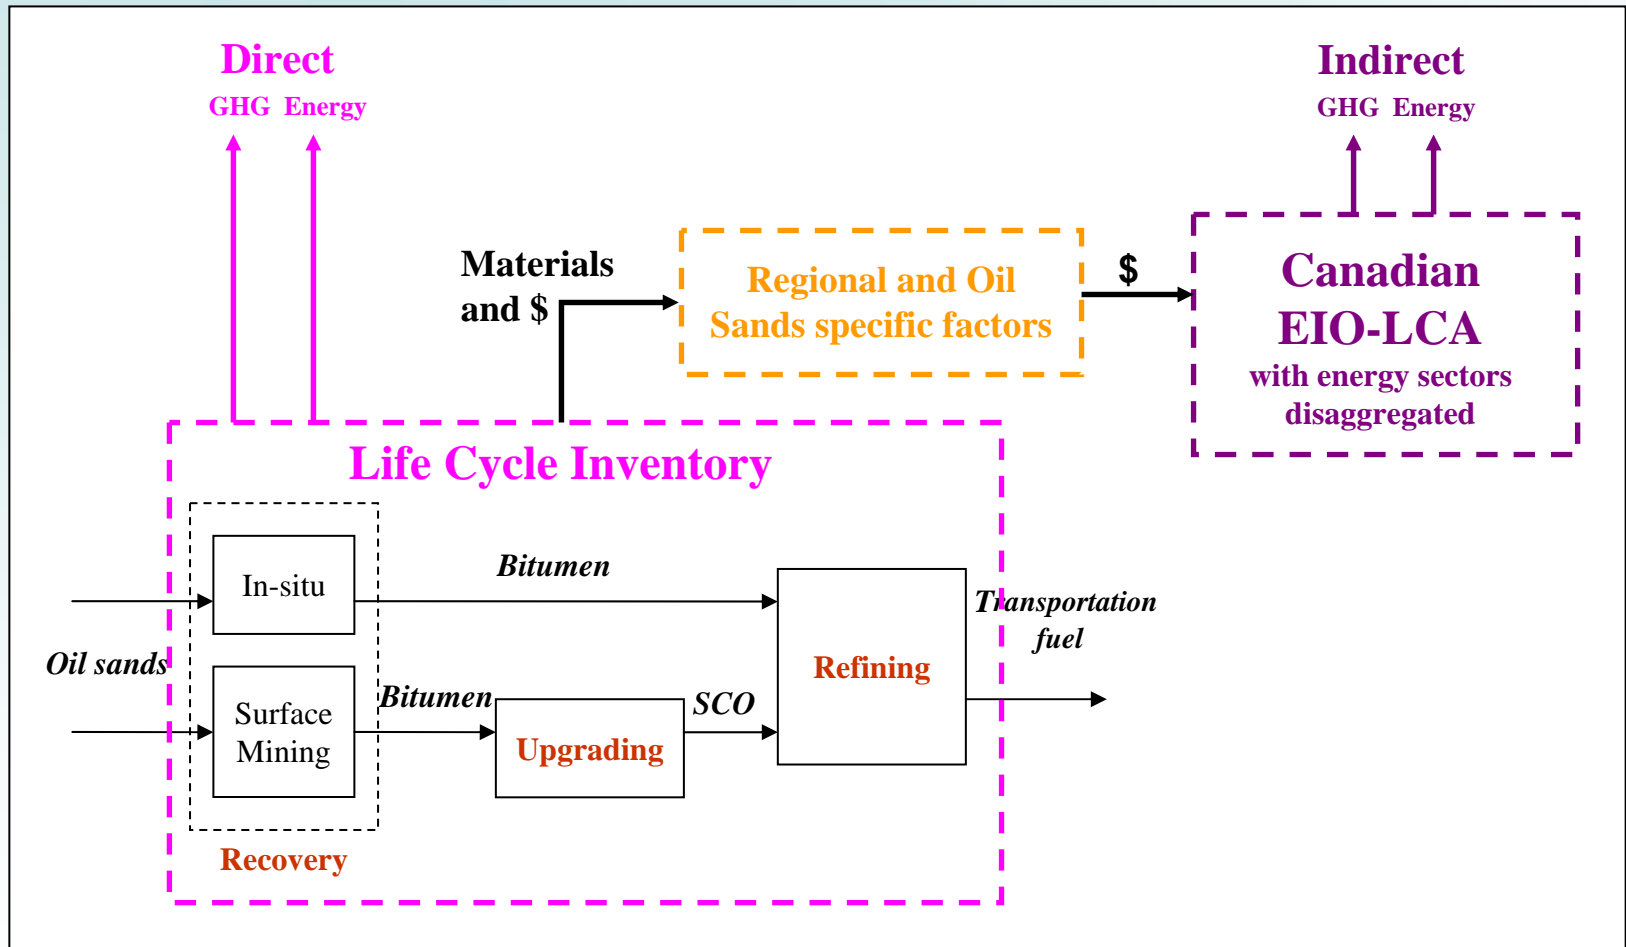 Direct
GHG Energy
Indirect
GHG Energy
Materials
and $
Regional and Oil
Sands specific factors
$
Canadian
EIO-LCA
with energy sectors
disaggregated
Life Cycle Inventory
In-situ
Bitumen
Transportation
fuel
Oil sands
Surface
Mining
Bitumen
Upgrading
SCO
Refining
Recovery